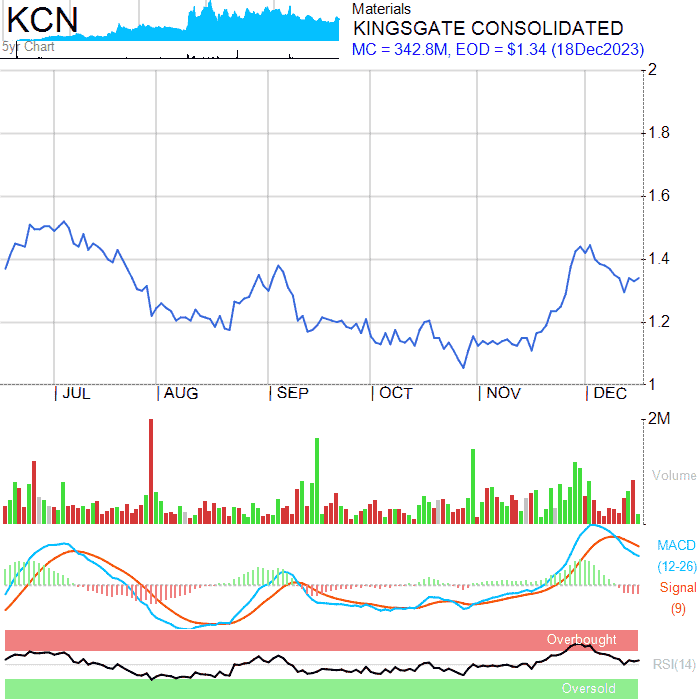 KCN
5yr Chart
Materials
KINGSGATE CONSOLIDATED
MC = 342.8M, EOD = $1.34 (18Dec2023)
2
1.8
1.6
1.4
1.2
1
JUL AUG SEP OCT NOV DEC
2M
Volume
MACD
(12-26)
Signal
(9)
Overbought
RSI(14)
Oversold